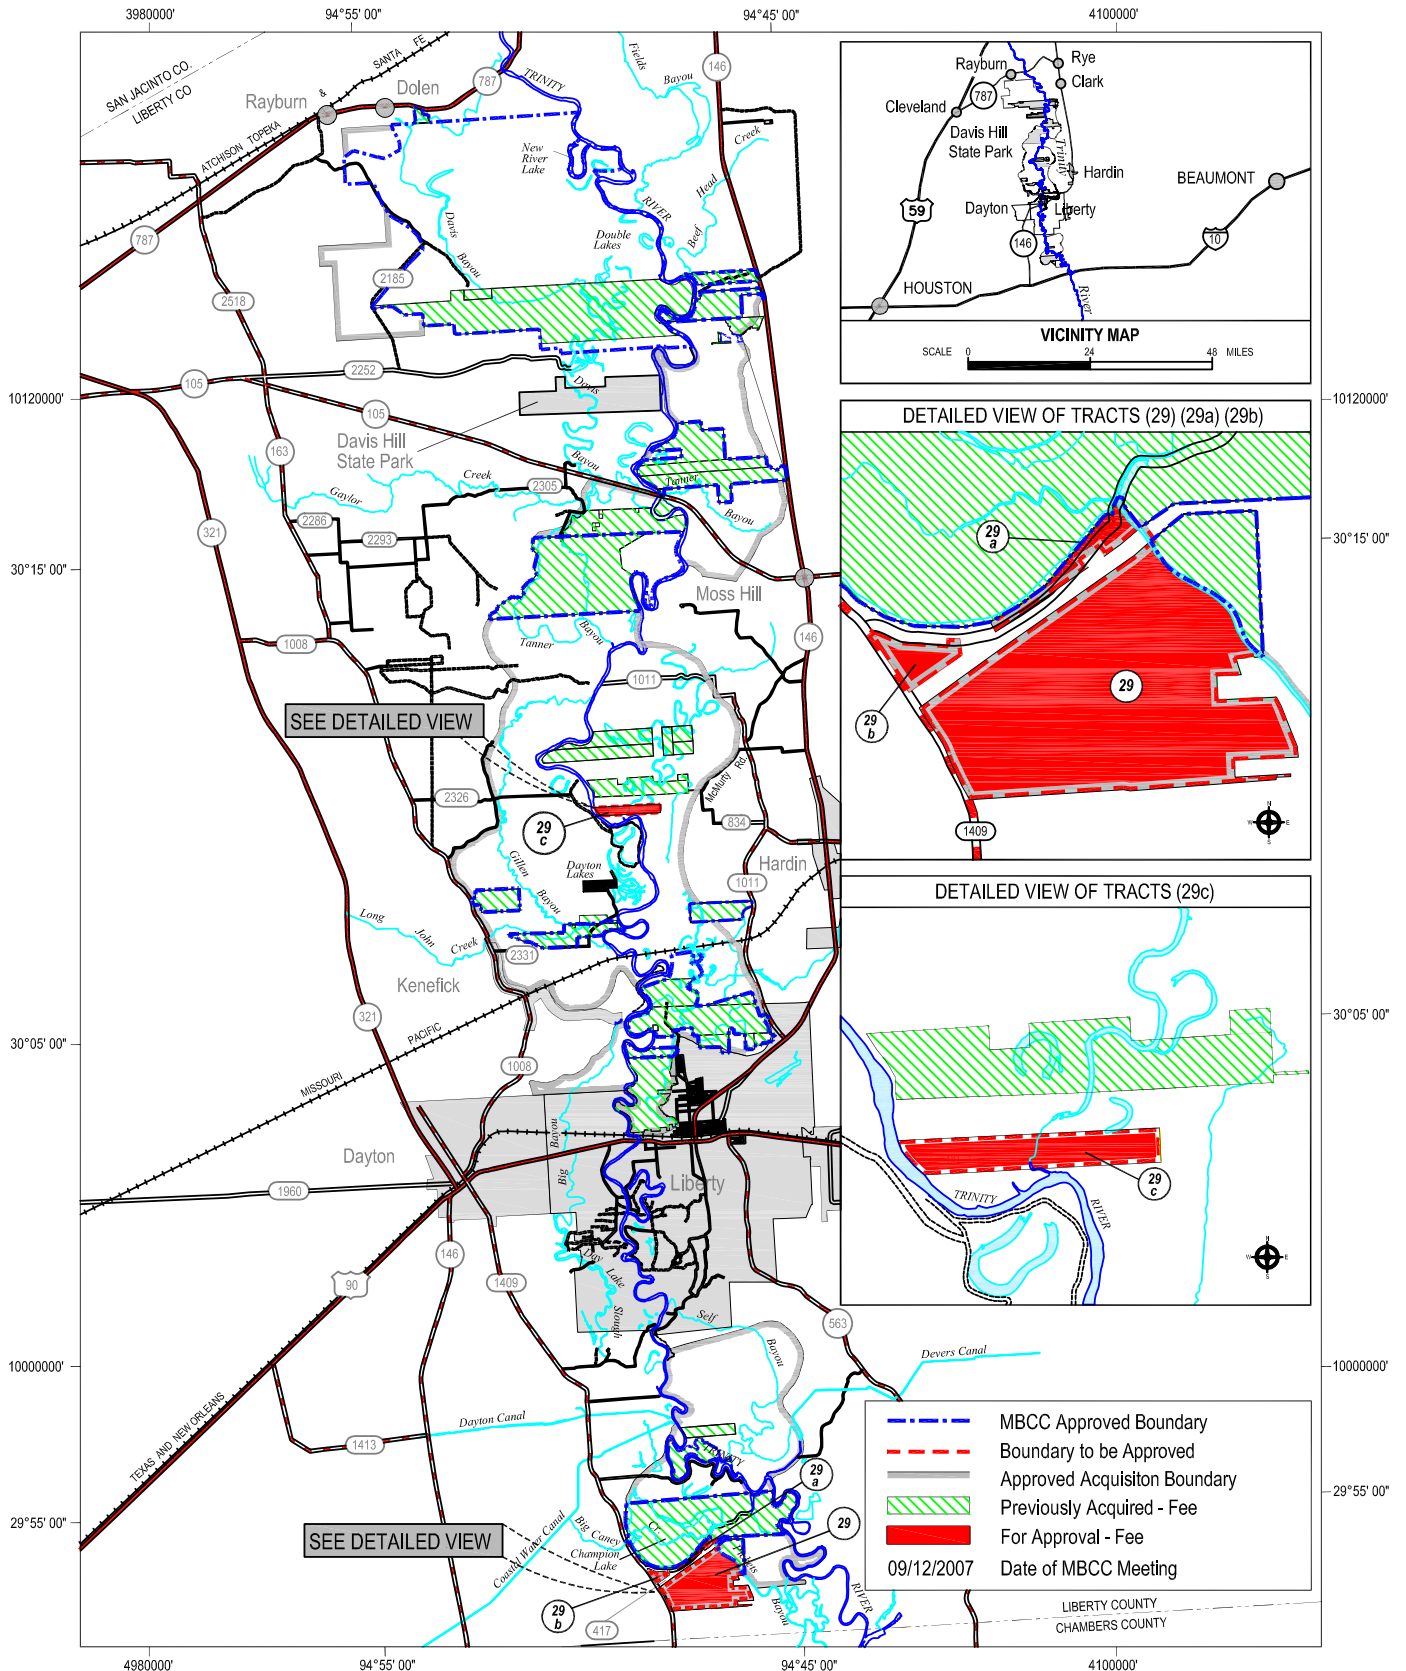 3980000'
94°55' 00"
94°45' 00"
4100000'
SAN JACINTO CO.
LIBERTY CO
SANTA FE
&
ATCHISON TOPEKA
Rayburn
Dolen
787
TRINITY
Fields
Bayou
146
New
River
Lake
Creek
Head
Beef
RIVER
Double
Lakes
Davis
Bayou
787
2185
2518
2252
105
105
10120000'
10120000'
Davis
Davis Hill
State Park
163
Bayou
Creek
Gaylor
2305
Tanner
Bayou
2286
2293
321
30°15' 00"
30°15' 00"
Moss Hill
146
1008
Tanner
Bayou
1011
SEE DETAILED VIEW
McMurty Rd.
2326
834
29
c
Hardin
Dayton
Lakes
Gillen
Bayou
1011
Long
John
Creek
2331
Kenefick
321
PACIFIC
MISSOURI
30°05' 00"
30°05' 00"
1008
Bayou
Big
Dayton
Liberty
1960
146
1409
90
Day
Lake
Slough
Self
Bayou
563
Devers Canal
10000000'
10000000'
Dayton Canal
1413
TEXAS AND NEW ORLEANS
TRINITY
29
a
29
29°55' 00"
29°55' 00"
SEE DETAILED VIEW
Coastal Water Canal
Big Caney
Cr.
Champion
Lake
Bayou
RIVER
29
b
417
LIBERTY COUNTY
CHAMBERS COUNTY
4980000'
94°55' 00"
94°45' 00"
4100000'
Rayburn
Rye
Clark
787
Cleveland
Davis Hill
State Park
Trinity
Hardin
BEAUMONT
59
Dayton
Liberty
146
10
HOUSTON
River
VICINITY MAP
SCALE 0 24 48 MILES
DETAILED VIEW OF TRACTS (29) (29a) (29b)
29
a
29
29
b
1409
N
W E
S
DETAILED VIEW OF TRACTS (29c)
29
c
TRINITY
RIVER
N
W E
S
MBCC Approved Boundary
Boundary to be Approved
Approved Acquisiton Boundary
Previously Acquired - Fee
For Approval - Fee
09/12/2007 Date of MBCC Meeting